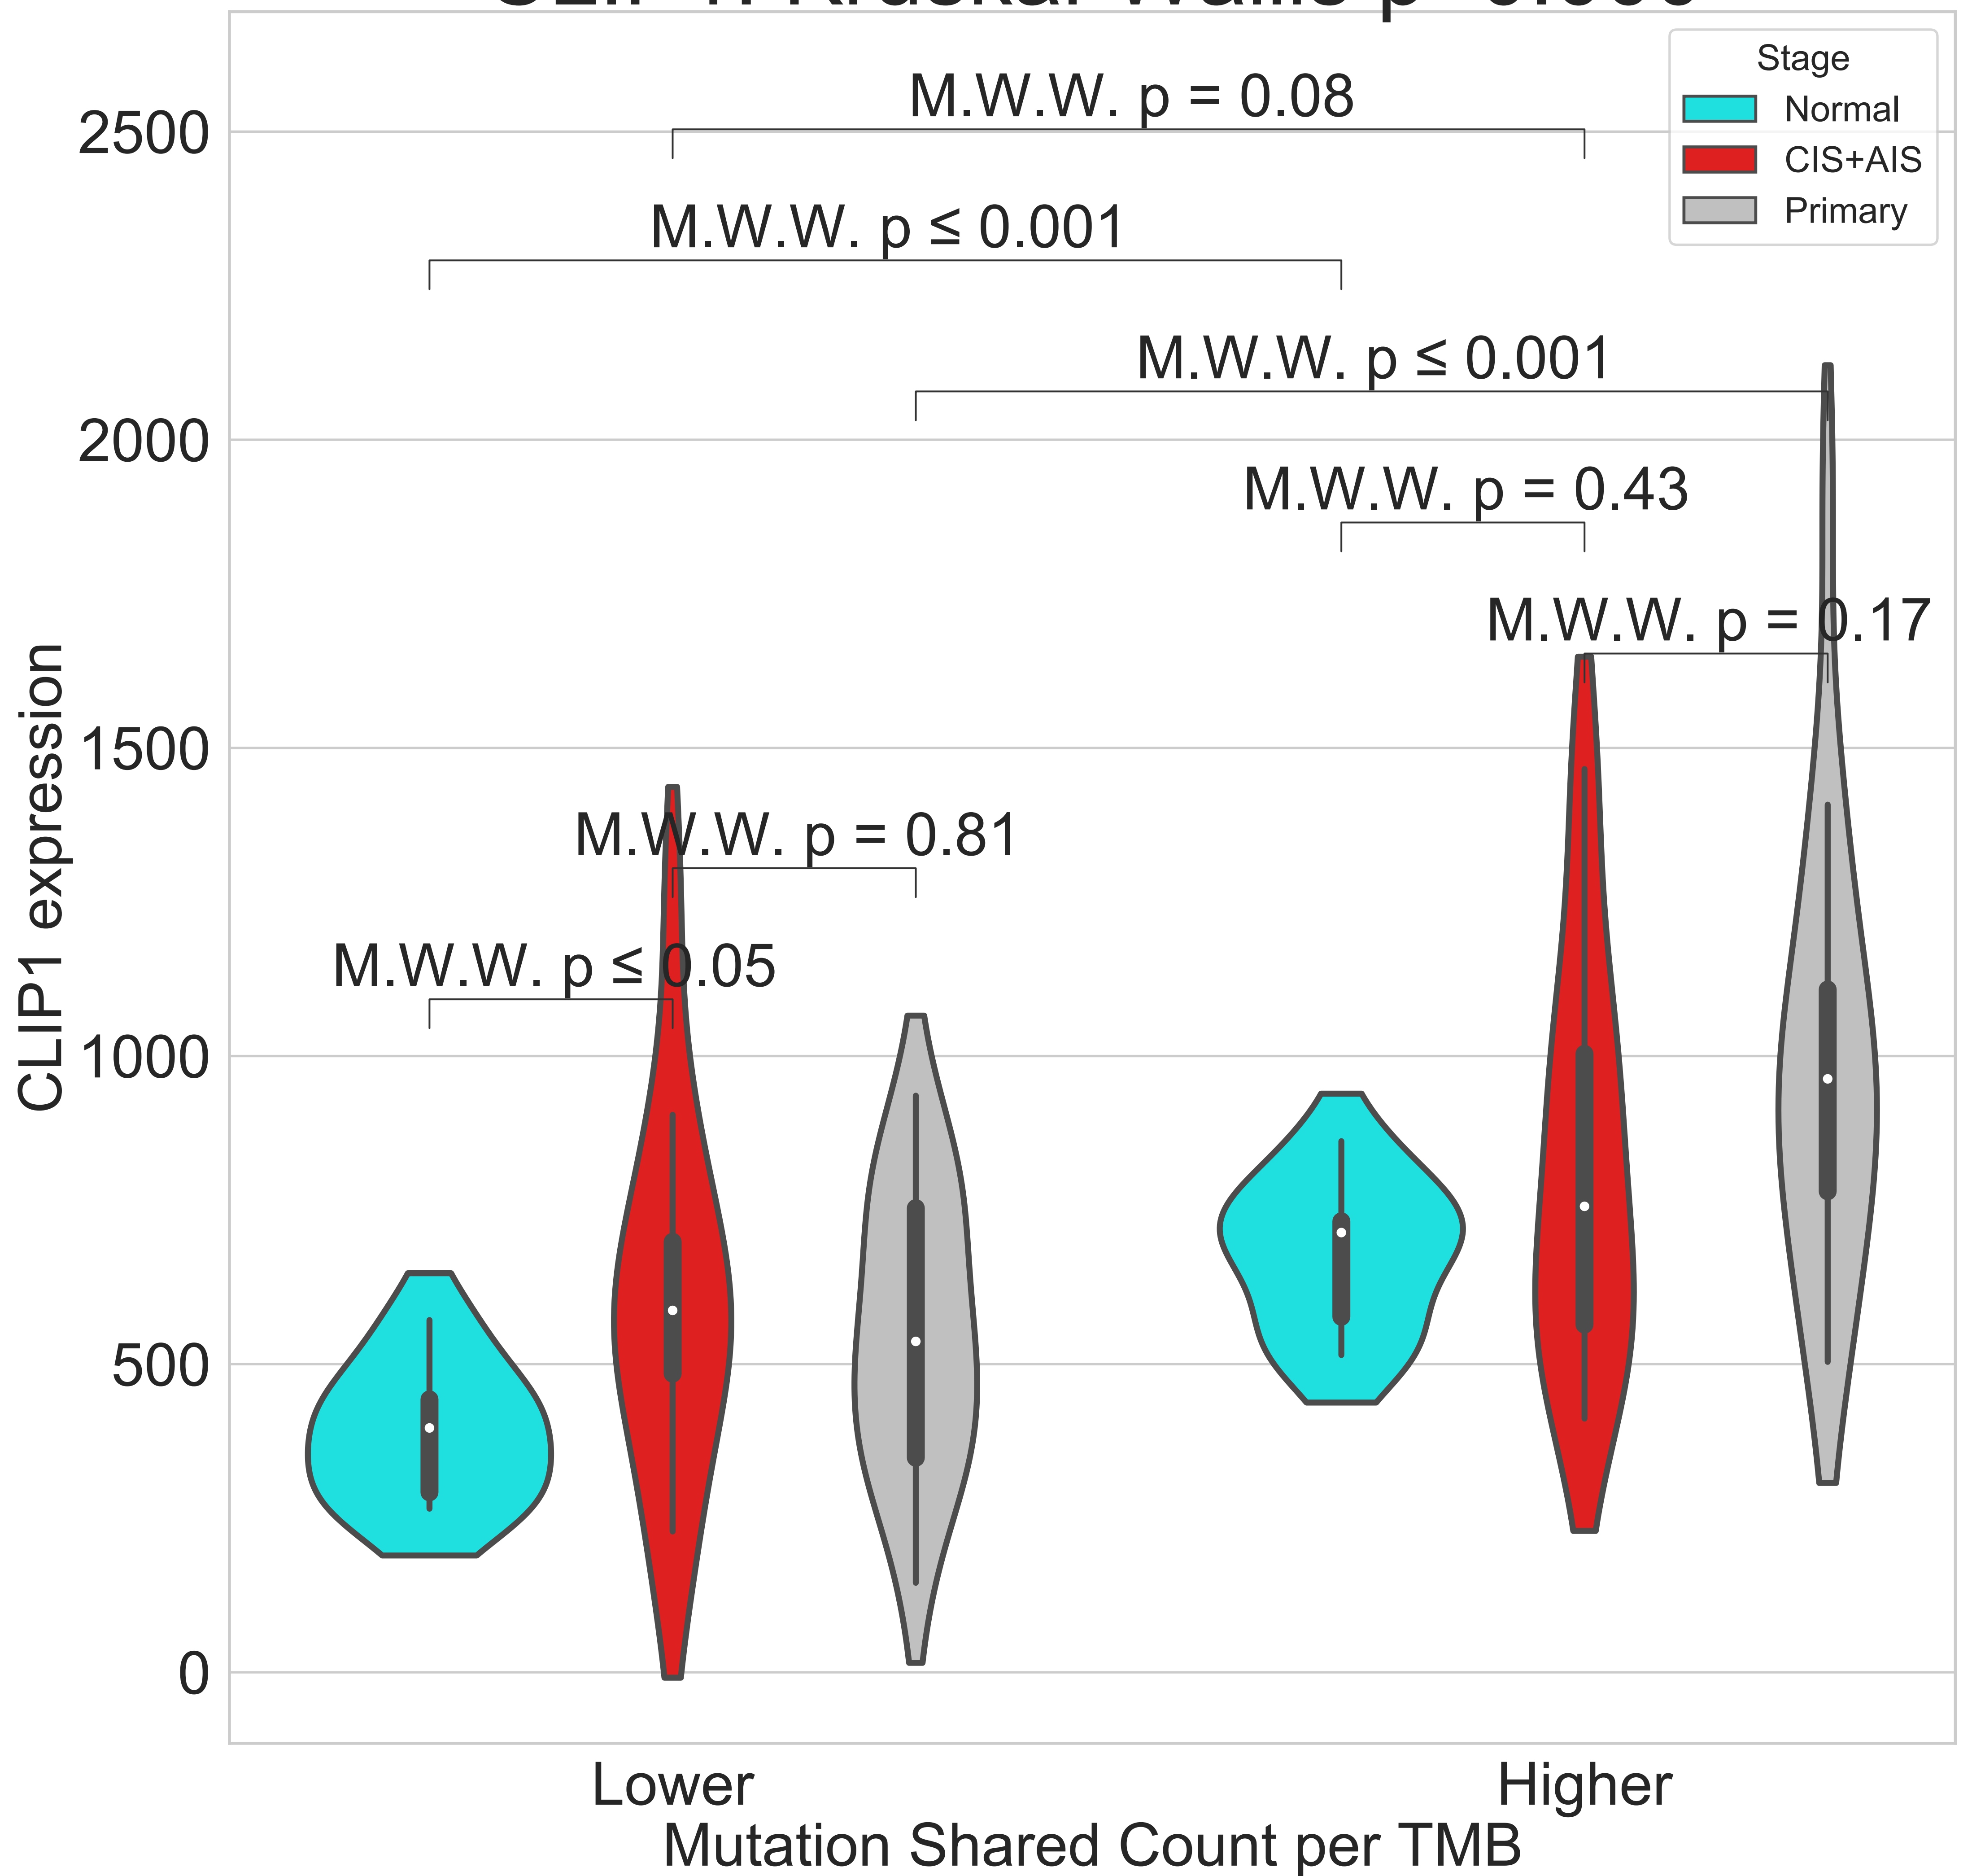 Stage
Normal
CIS+AIS
Primary
M.W.W. p = 0.08
M.W.W. p ≤ 0.001
M.W.W. p ≤ 0.001
M.W.W. p = 0.43
M.W.W. p = 0.17
M.W.W. p = 0.81
M.W.W. p ≤ 0.05
2500
2000
1500
1000
500
0
CLIP1 expression
Lower
Higher
Mutation Shared Count per TMB